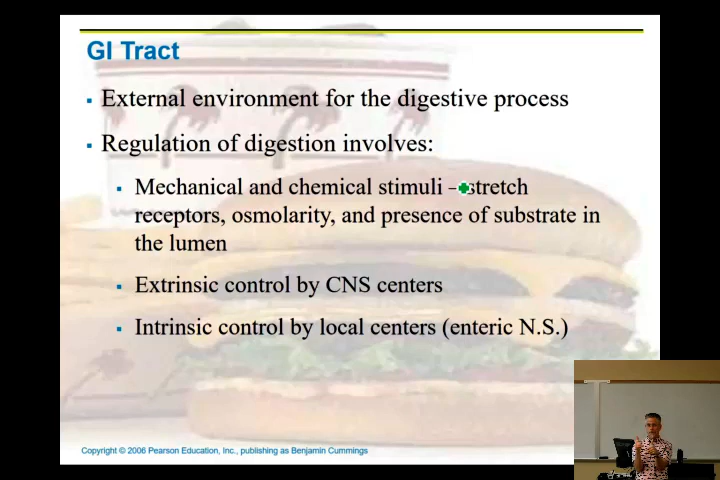 GI Tract
External environment for the digestive process
Regulation of digestion involves:
Mechanical and chemical stimuli – stretch
receptors, osmolarity, and presence of substrate in
the lumen
Extrinsic control by CNS centers
Intrinsic control by local centers (enteric N.S.)
Copyright © 2006 Pearson Education, Inc., publishing as Benjamin Cummings